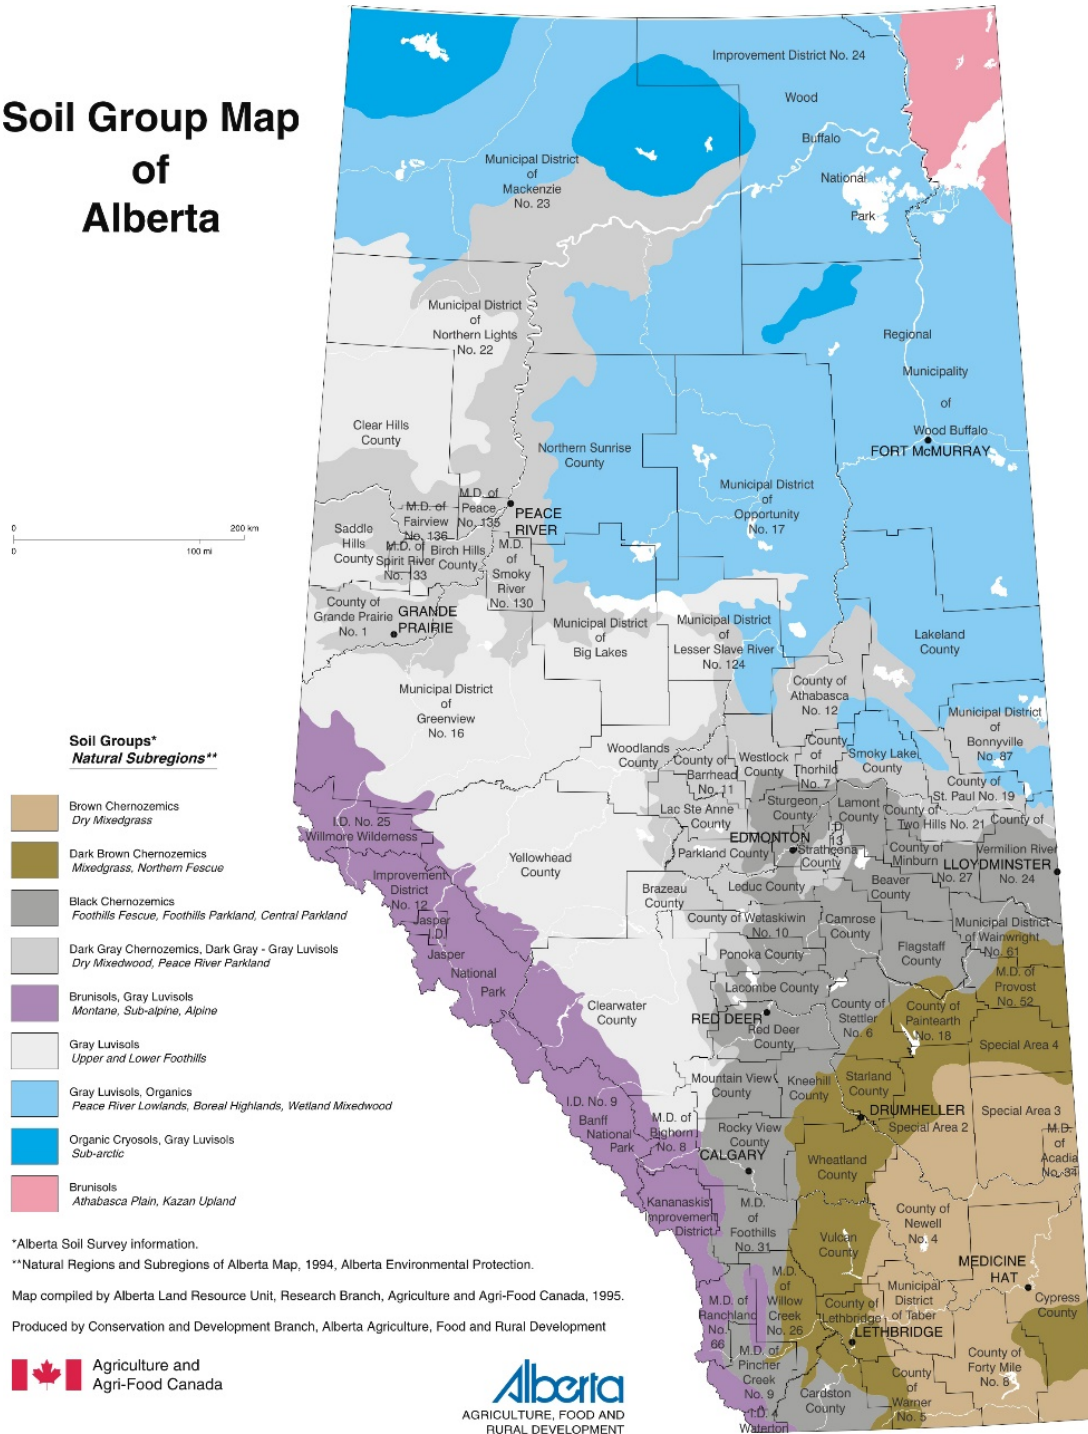 Soil Group Map
of
Alberta
Improvement District No. 24
Wood
Buffalo
National
Park
Municipal District
of
Mackenzie
No. 23
Municipal District
of
Northern Lights
No. 22
Regional
Municipality
of
Wood Buffalo
FORT McMURRAY
Clear Hills
County
Northern Sunrise
County
Municipal District
of
Opportunity
No. 17
M.D. of
Peace
No. 135
PEACE
RIVER
M.D. of
Fairview
No. 136
0
200 km
0
100 mi
Saddle
Hills
County
M.D. of
Spirit River
No. 133
Birch Hills
County
M.D.
of
Smoky
River
No. 130
County of
Grande Prairie
No. 1
GRANDE
PRAIRIE
Municipal District
of
Big Lakes
Municipal District
of
Lesser Slave River
No. 124
Lakeland
County
County of
Athabasca
No. 12
Municipal District
of
Greenview
No. 16
Municipal District
of
Bonnyville
No. 87
Woodlands
County
County of
Barrhead
No. 11
Westlock
County
County
of
Thorhild
No. 7
Smoky Lake
County
County of
St. Paul No. 19
Lac Ste Anne
County
Sturgeon
County
Lamont
County
County of
Two Hills No. 21
County of
Vermilion River
No. 24
I.D. No. 25
Willmore Wilderness
EDMONTON
I.D.
13
Strathcona
County
Parkland County
County of
Minburn
No. 27
LLOYDMINSTER
Yellowhead
County
Improvement
District
No. 12
Jasper
I.D.
Brazeau
County
Leduc County
Beaver
County
County of Wetaskiwin
No. 10
Camrose
County
Flagstaff
County
Municipal District
of Wainwright
No. 61
Jasper
National
Park
Ponoka County
M.D. of
Provost
No. 52
Lacombe County
Clearwater
County
RED DEER
Red Deer
County
County of
Stettler
No. 6
County of
Paintearth
No. 18
Special Area 4
Mountain View
County
Kneehill
County
Starland
County
DRUMHELLER
Special Area 2
Special Area 3
M.D.
of
Acadia
No. 34
I.D. No. 9
Banff
National
Park
M.D. of
Bighorn
No. 8
Rocky View
County
CALGARY
Wheatland
County
Kananaskis
Improvement
District
M.D.
of
Foothills
No. 31
Vulcan
County
County of
Newell
No. 4
MEDICINE
HAT
Cypress
County
M.D.
of
Willow
Creek
No. 26
M.D. of
Ranchland
No.
66
County of
Lethbridge
LETHBRIDGE
Municipal
District
of Taber
M.D. of
Pincher
Creek
No. 9
I.D. 4
Waterton
Cardston
County
County
of
Warner
No. 5
County of
Forty Mile
No. 8
Soil Groups*
Natural Subregions**
Brown Chernozemics
Dry Mixedgrass
Dark Brown Chernozemics
Mixedgrass, Northern Fescue
Black Chernozemics
Foothills Fescue, Foothills Parkland, Central Parkland
Dark Gray Chernozemics, Dark Gray - Gray Luvisols
Dry Mixedwood, Peace River Parkland
Brunisols, Gray Luvisols
Montane, Sub-alpine, Alpine
Gray Luvisols
Upper and Lower Foothills
Gray Luvisols, Organics
Peace River Lowlands, Boreal Highlands, Wetland Mixedwood
Organic Cryosols, Gray Luvisols
Sub-arctic
Brunisols
Athabasca Plain, Kazan Upland
*Alberta Soil Survey information.
**Natural Regions and Subregions of Alberta Map, 1994, Alberta Environmental Protection.
Map compiled by Alberta Land Resource Unit, Research Branch, Agriculture and Agri-Food Canada, 1995.
Produced by Conservation and Development Branch, Alberta Agriculture, Food and Rural Development
Agriculture and
Agri-Food Canada
Alberta
AGRICULTURE, FOOD AND
RURAL DEVELOPMENT